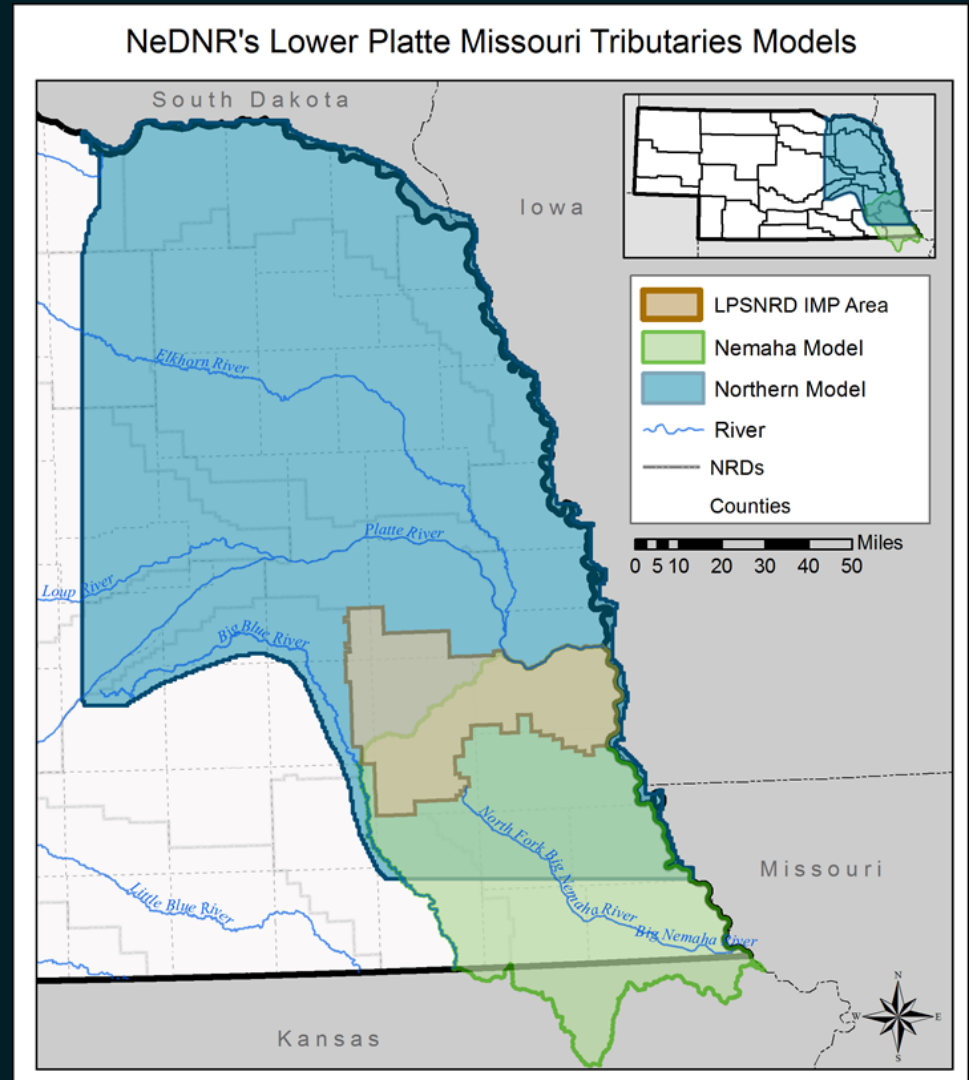 NeDNR's Lower Platte Missouri Tributaries Models
South Dakota
Iowa
LPSNRD IMP Area
Nemaha Model
Northern Model
River
NRDs
Counties
Miles
0 5 10 20 30 40 50
Elkhorn River
Platte River
Loup River
Big Blue River
North Fork Big Nemaha River
Big Nemaha River
Little Blue River
Missouri
Kansas
N
W E
S